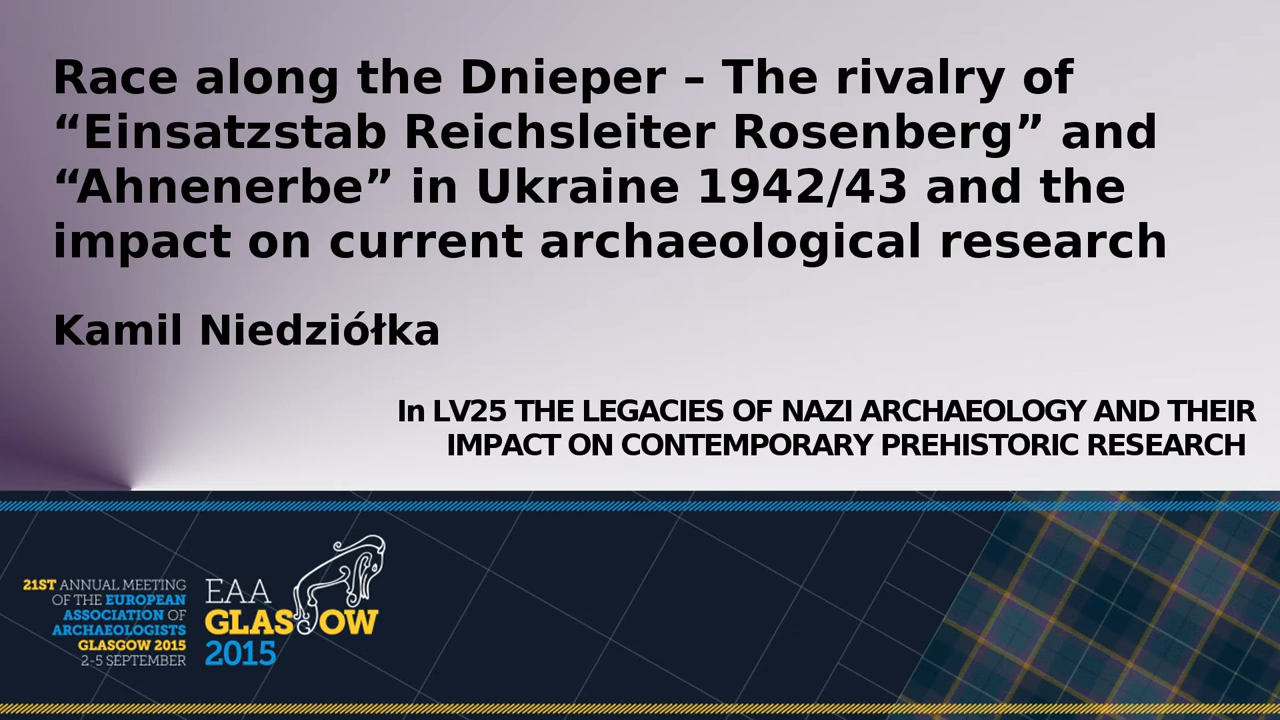 Race along the Dnieper – The rivalry of
“Einsatzstab Reichsleiter Rosenberg” and
“Ahnenerbe” in Ukraine 1942/43 and the
impact on current archaeological research
Kamil Niedziółka
In LV25 THE LEGACIES OF NAZI ARCHAEOLOGY AND THEIR
IMPACT ON CONTEMPORARY PREHISTORIC RESEARCH
21ST ANNUAL MEETING
OF THE EUROPEAN
ASSOCIATION OF
ARCHAEOLOGISTS
GLASGOW 2015
2-5 SEPTEMBER
EAA
GLASGOW
2015